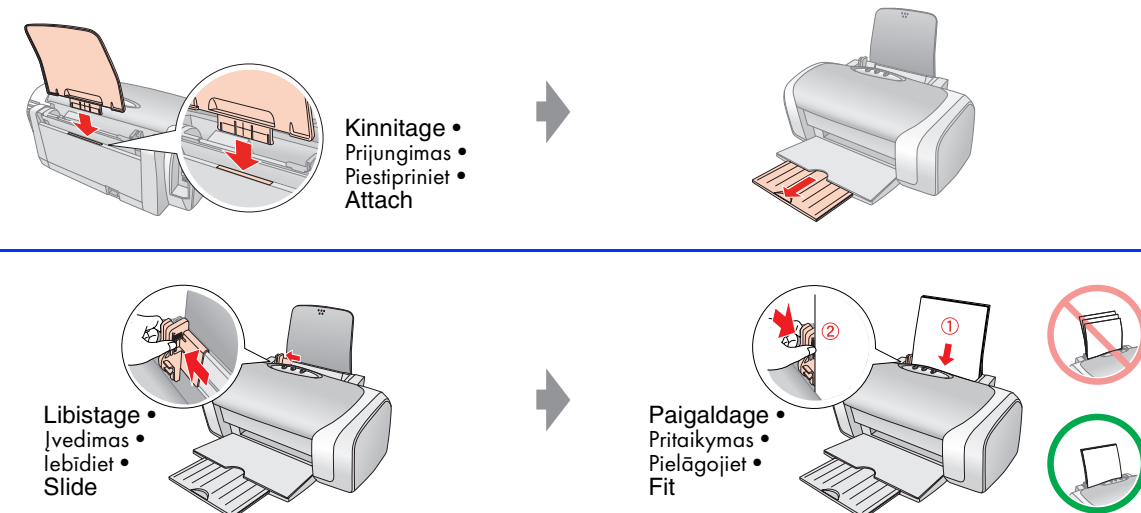 Kinnitage •
Prijungimas •
Piestipriniet •
Attach
Libistage •
Įvedimas •
Iebīdiet •
Slide
②
①
Paigaldage •
Pritaikymas •
Pielāgojiet •
Fit